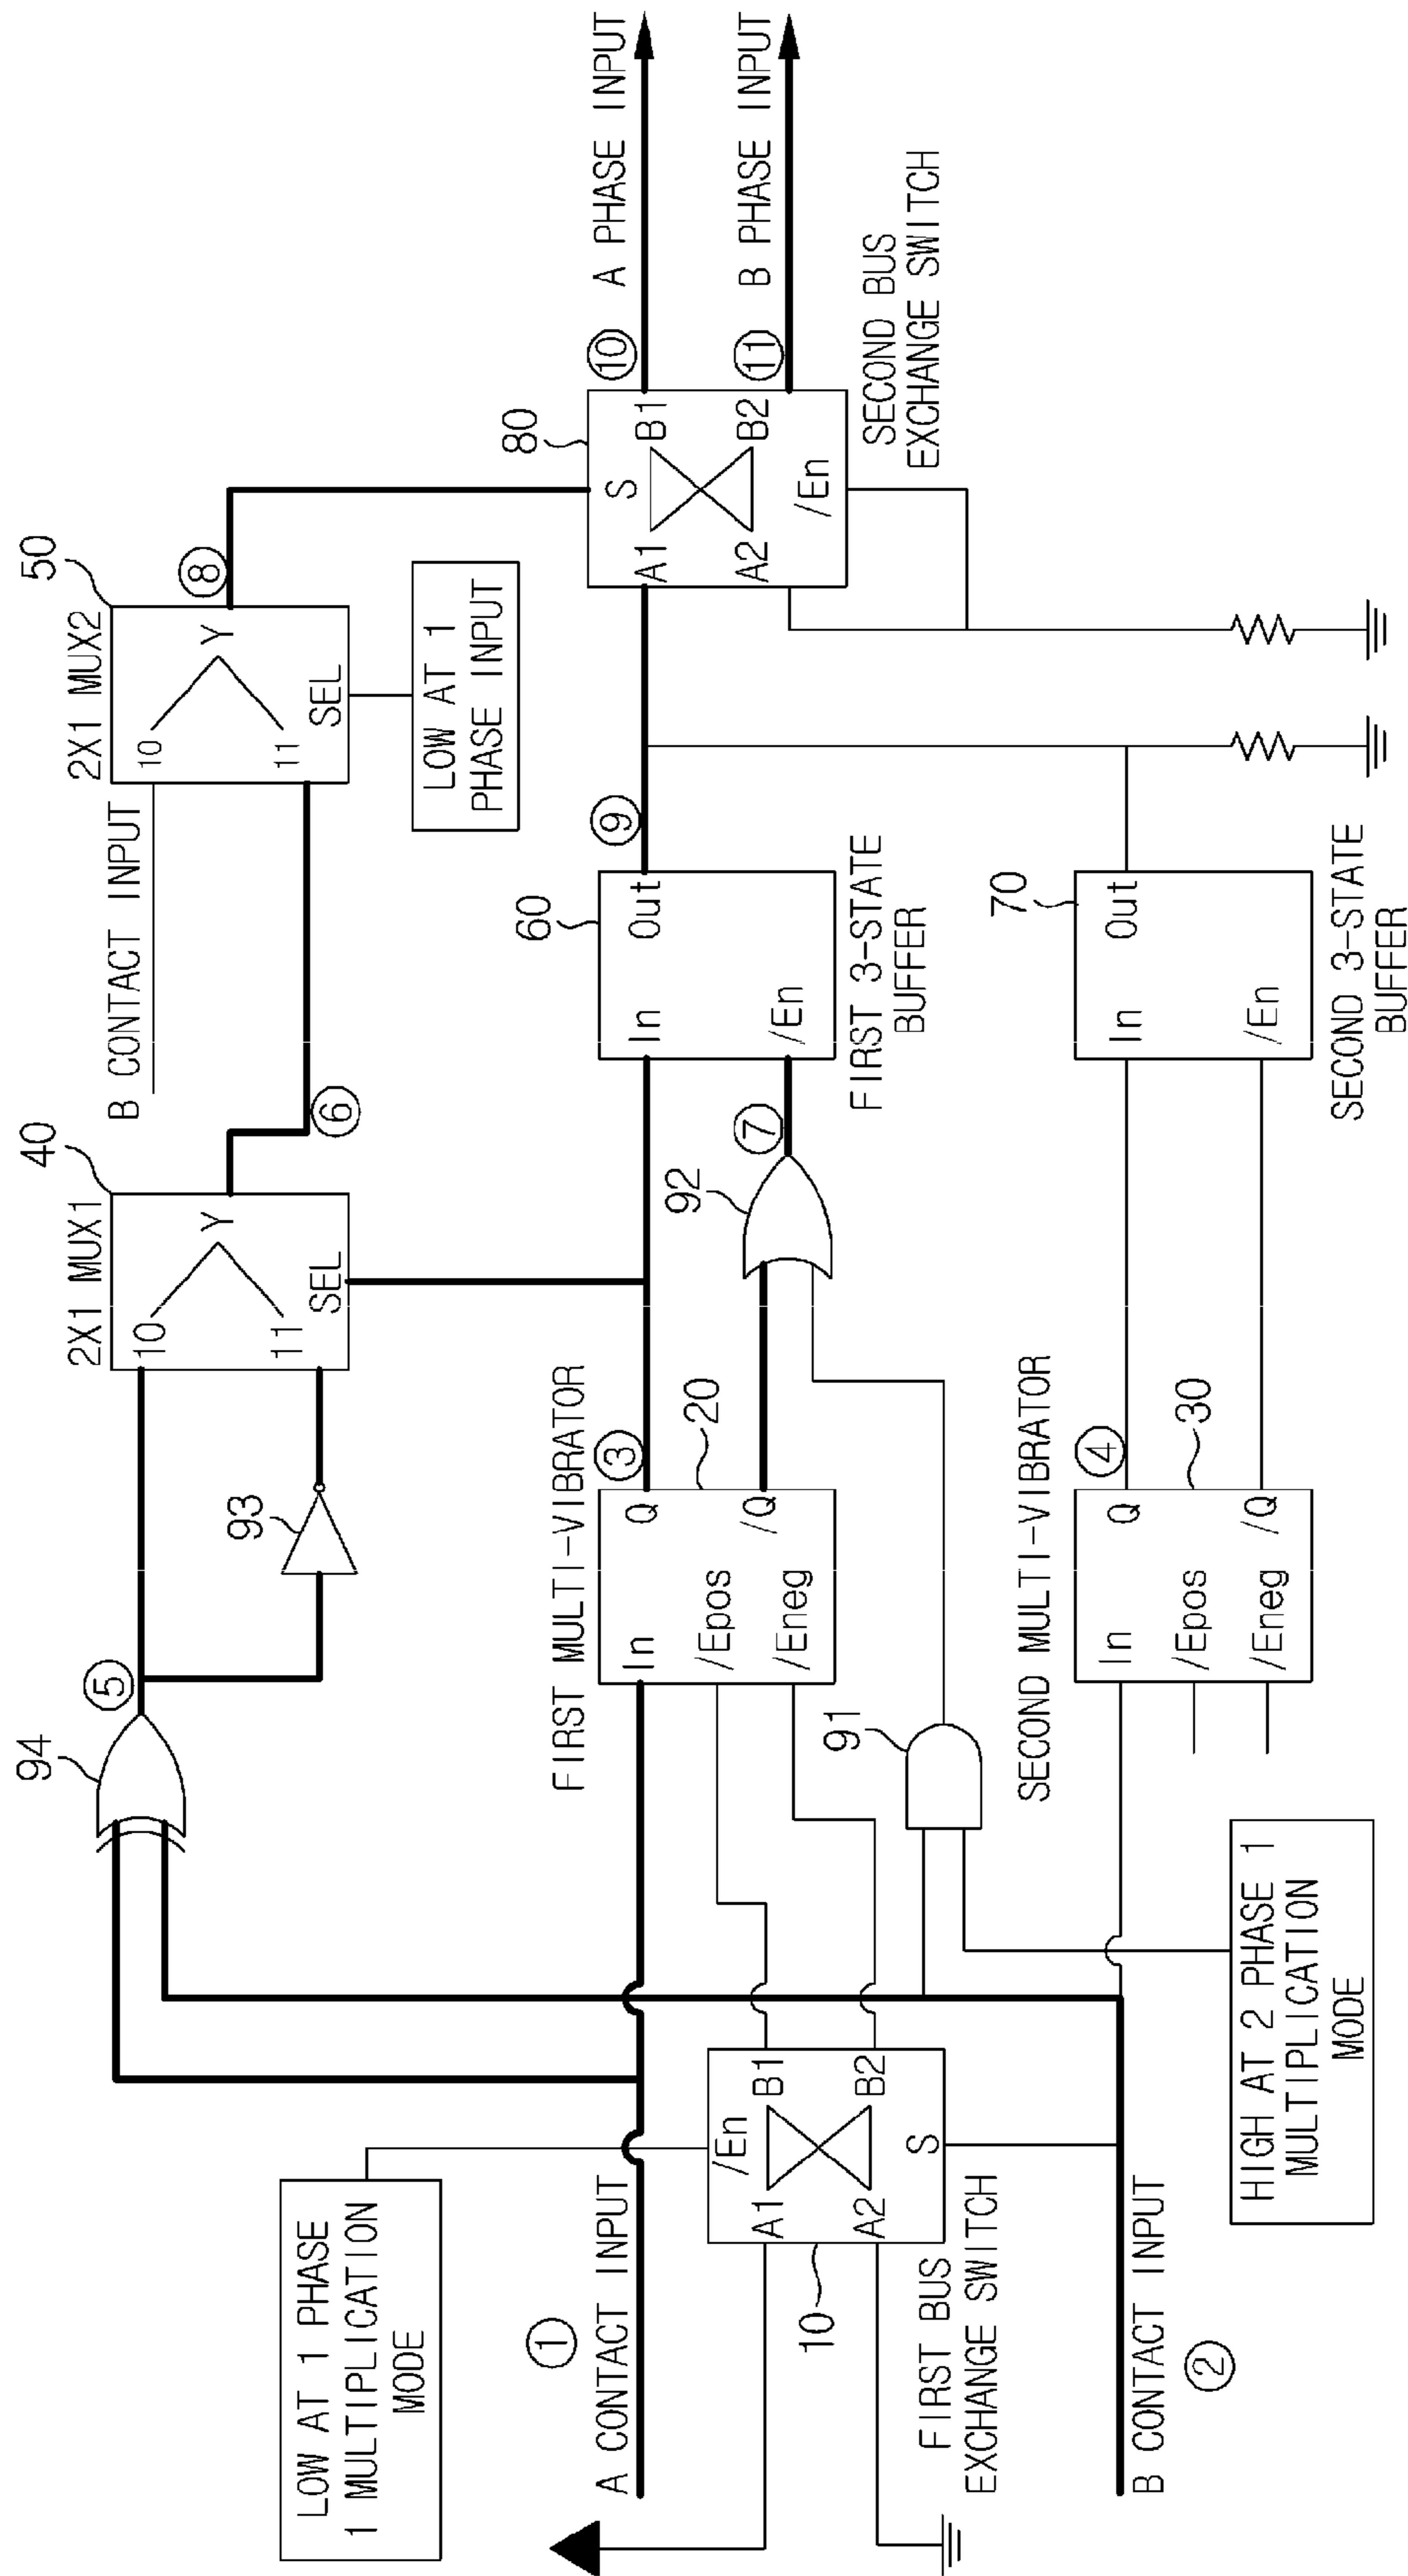 LOW AT 1 PHASE
1 MULTIPLICATION
MODE
①
A CONTACT INPUT
B CONTACT INPUT
②
A1
/En
B1
A2
B2
S
10
FIRST BUS
EXCHANGE SWITCH
HIGH AT 2 PHASE 1
MULTIPLICATION
MODE
94
⑤
93
91
FIRST MULTI-VIBRATOR
In
Q
③
/Epos
/Eneg
/Q
20
SECOND MULTI-VIBRATOR
In
Q
④
/Epos
/Eneg
/Q
30
2X1 MUX1
40
10
Y
11
SEL
⑥
92
⑦
B CONTACT INPUT
60
In
Out
/En
FIRST 3-STATE
BUFFER
⑨
70
In
Out
/En
SECOND 3-STATE
BUFFER
2X1 MUX2
50
10
Y
11
SEL
⑧
LOW AT 1
PHASE INPUT
80
S
A1
B1
A2
B2
/En
SECOND BUS
EXCHANGE SWITCH
⑩
A PHASE INPUT
⑪
B PHASE INPUT